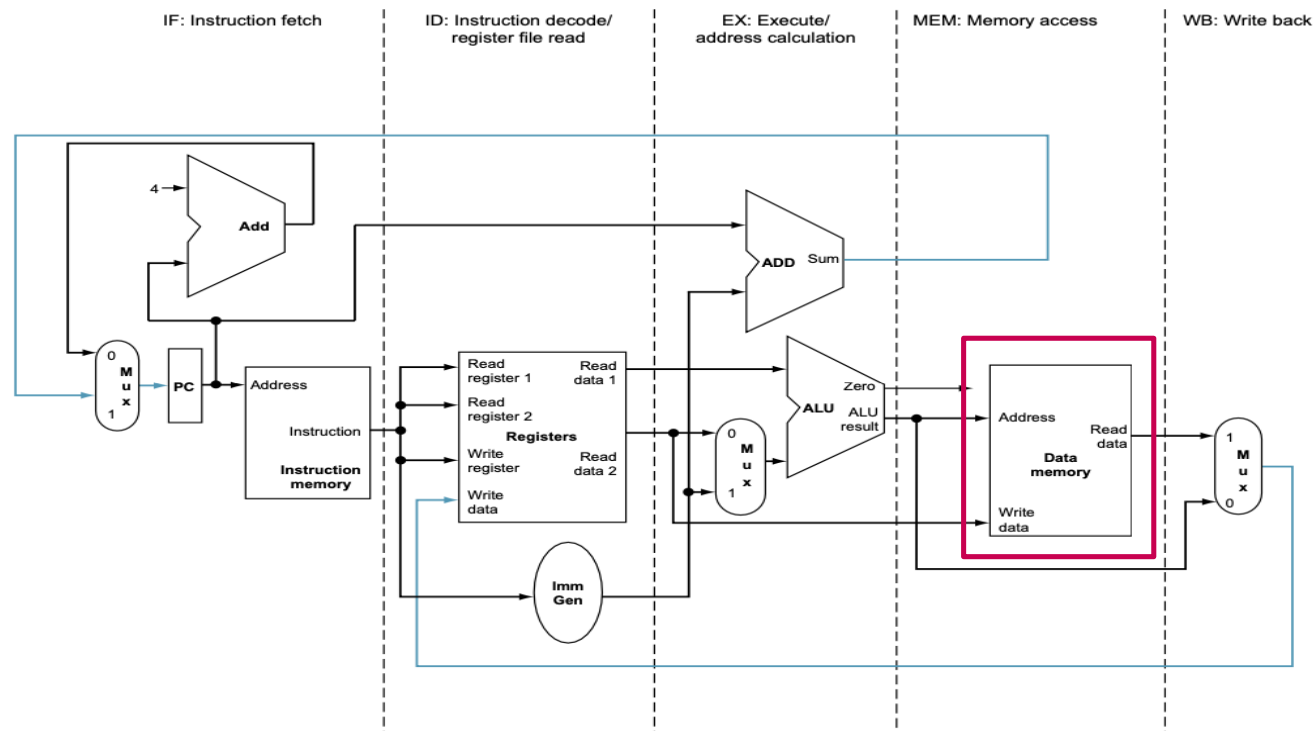 IF: Instruction fetch
ID: Instruction decode/
register file read
EX: Execute/
address calculation
MEM: Memory access
WB: Write back
4
Add
ADD
Sum
0
M
u
x
1
PC
Address
Instruction
Instruction
memory
Read
register 1
Read
register 2
Write
register
Write
data
Registers
Read
data 1
Read
data 2
Imm
Gen
0
M
u
x
1
Zero
ALU
ALU
result
Address
Read
data
Data
memory
Write
data
1
M
u
x
0